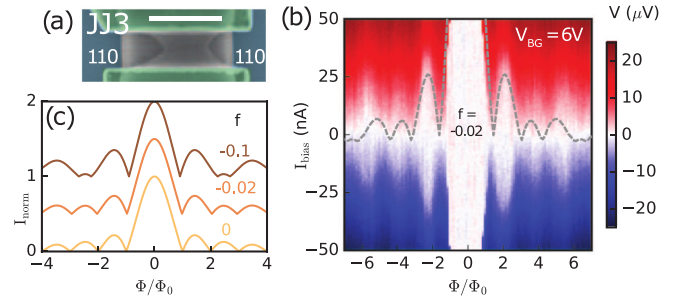 (a)
JJ3
110
110
(c)
2
1
0
I_norm
f
-0.1
-0.02
0
−4
−2
0
2
4
Φ/Φ₀
(b)
V_BG = 6V
f =
-0.02
50
25
0
−25
−50
I_bias (nA)
−6
−4
−2
0
2
4
6
Φ/Φ₀
V (μV)
20
10
0
−10
−20